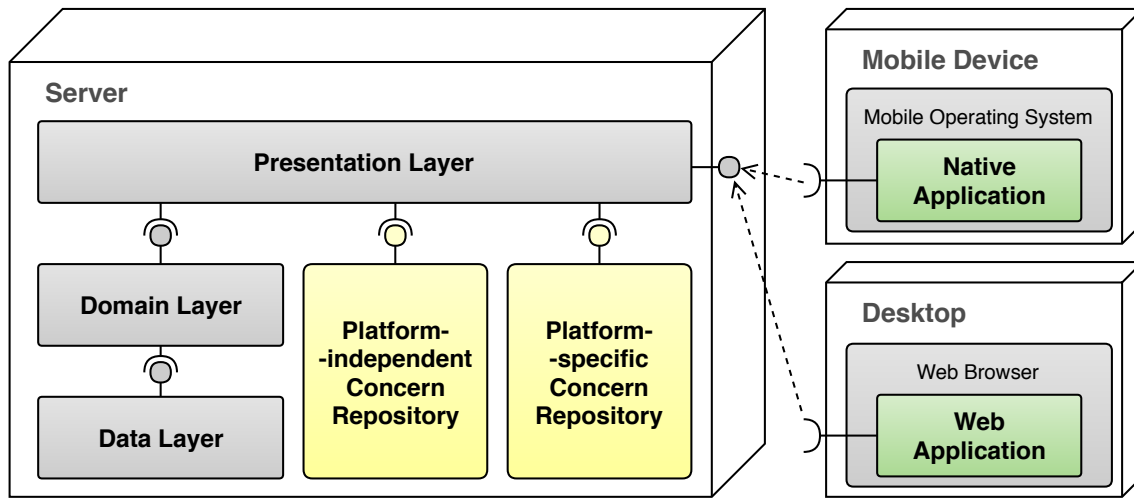 Server
Presentation Layer
Domain Layer
Data Layer
Platform-
-independent
Concern
Repository
Platform-
-specific
Concern
Repository
Mobile Device
Mobile Operating System
Native
Application
Desktop
Web Browser
Web
Application